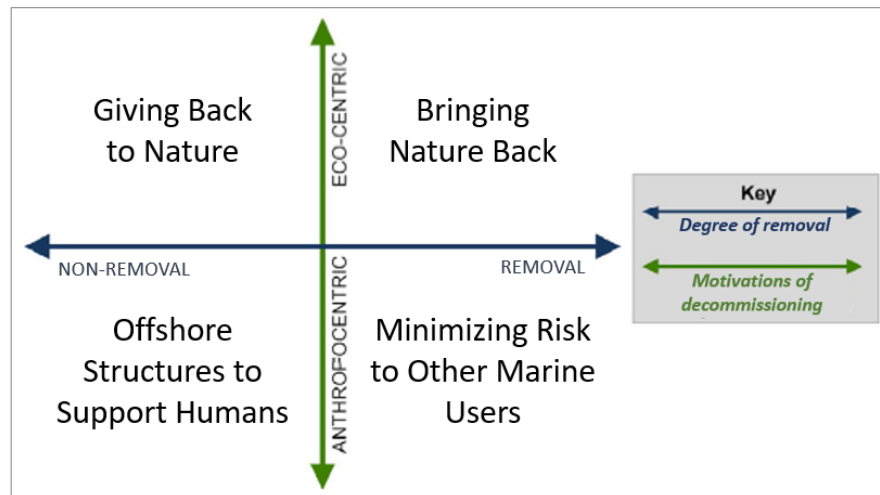 Giving Back
to Nature
ECO-CENTRIC
Bringing
Nature Back
NON-REMOVAL
REMOVAL
Offshore
Structures to
Support Humans
ANTHROPOCENTRIC
Minimizing Risk
to Other Marine
Users
Key
Degree of removal
Motivations of
decommissioning